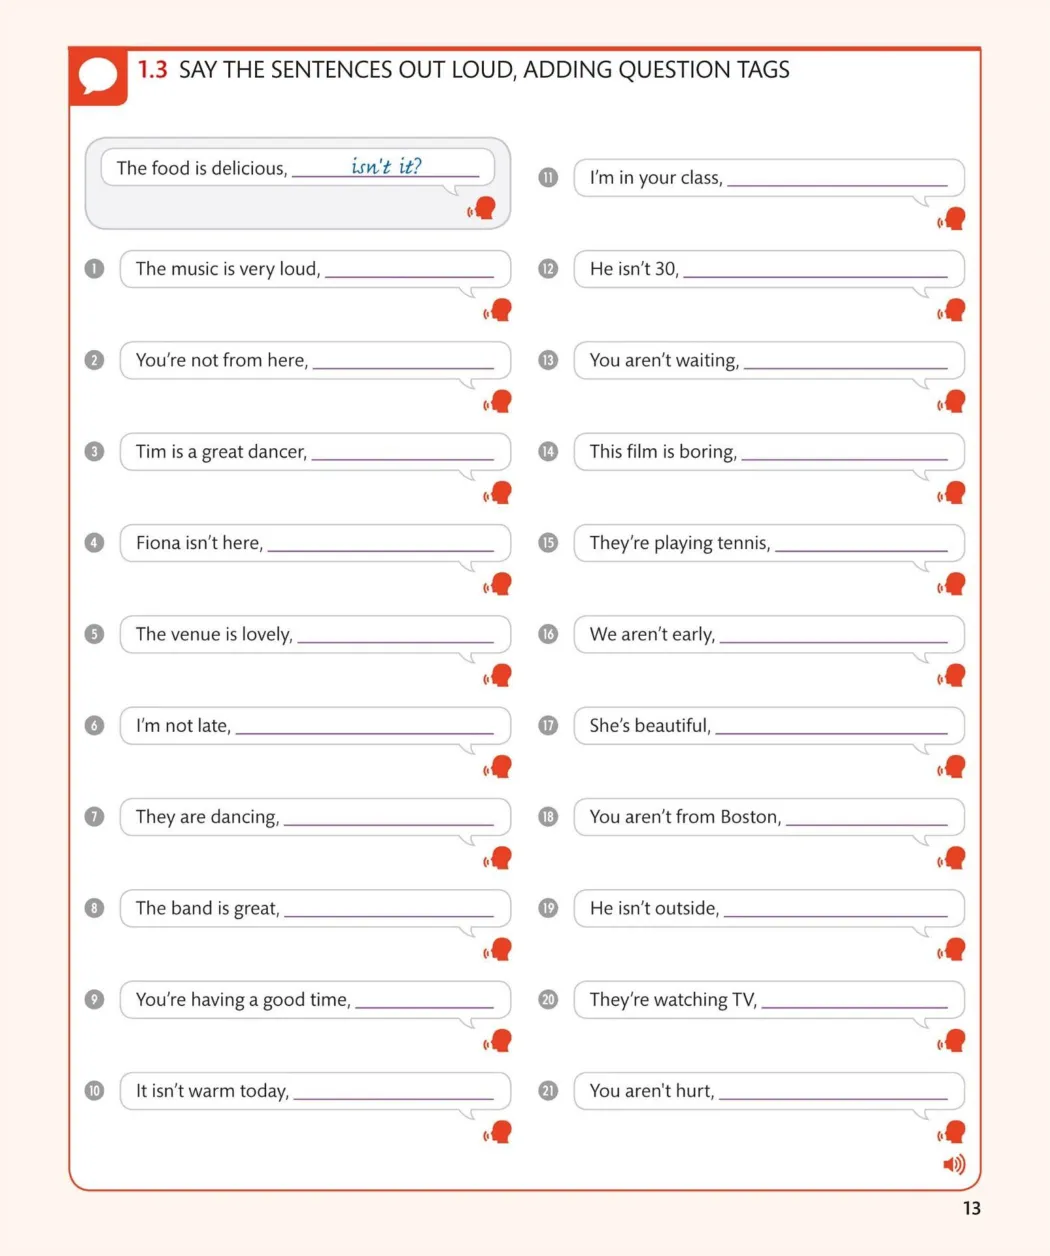 1.3 SAY THE SENTENCES OUT LOUD, ADDING QUESTION TAGS
The food is delicious, isn't it?
1 The music is very loud,
2 You're not from here,
3 Tim is a great dancer,
4 Fiona isn't here,
5 The venue is lovely,
6 I'm not late,
7 They are dancing,
8 The band is great,
9 You're having a good time,
10 It isn't warm today,
11 I'm in your class,
12 He isn't 30,
13 You aren't waiting,
14 This film is boring,
15 They're playing tennis,
16 We aren't early,
17 She's beautiful,
18 You aren't from Boston,
19 He isn't outside,
20 They're watching TV,
21 You aren't hurt,
13